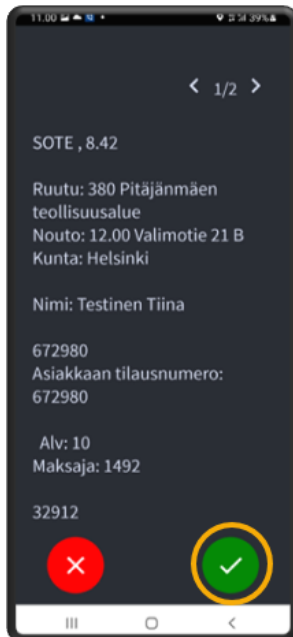 11.00
39%
1/2
SOTE , 8.42
Ruutu: 380 Pitäjänmäen
teollisuusalue
Nouto: 12.00 Valimotie 21 B
Kunta: Helsinki
Nimi: Testinen Tiina
672980
Asiakkaan tilausnumero:
672980
Alv: 10
Maksaja: 1492
32912